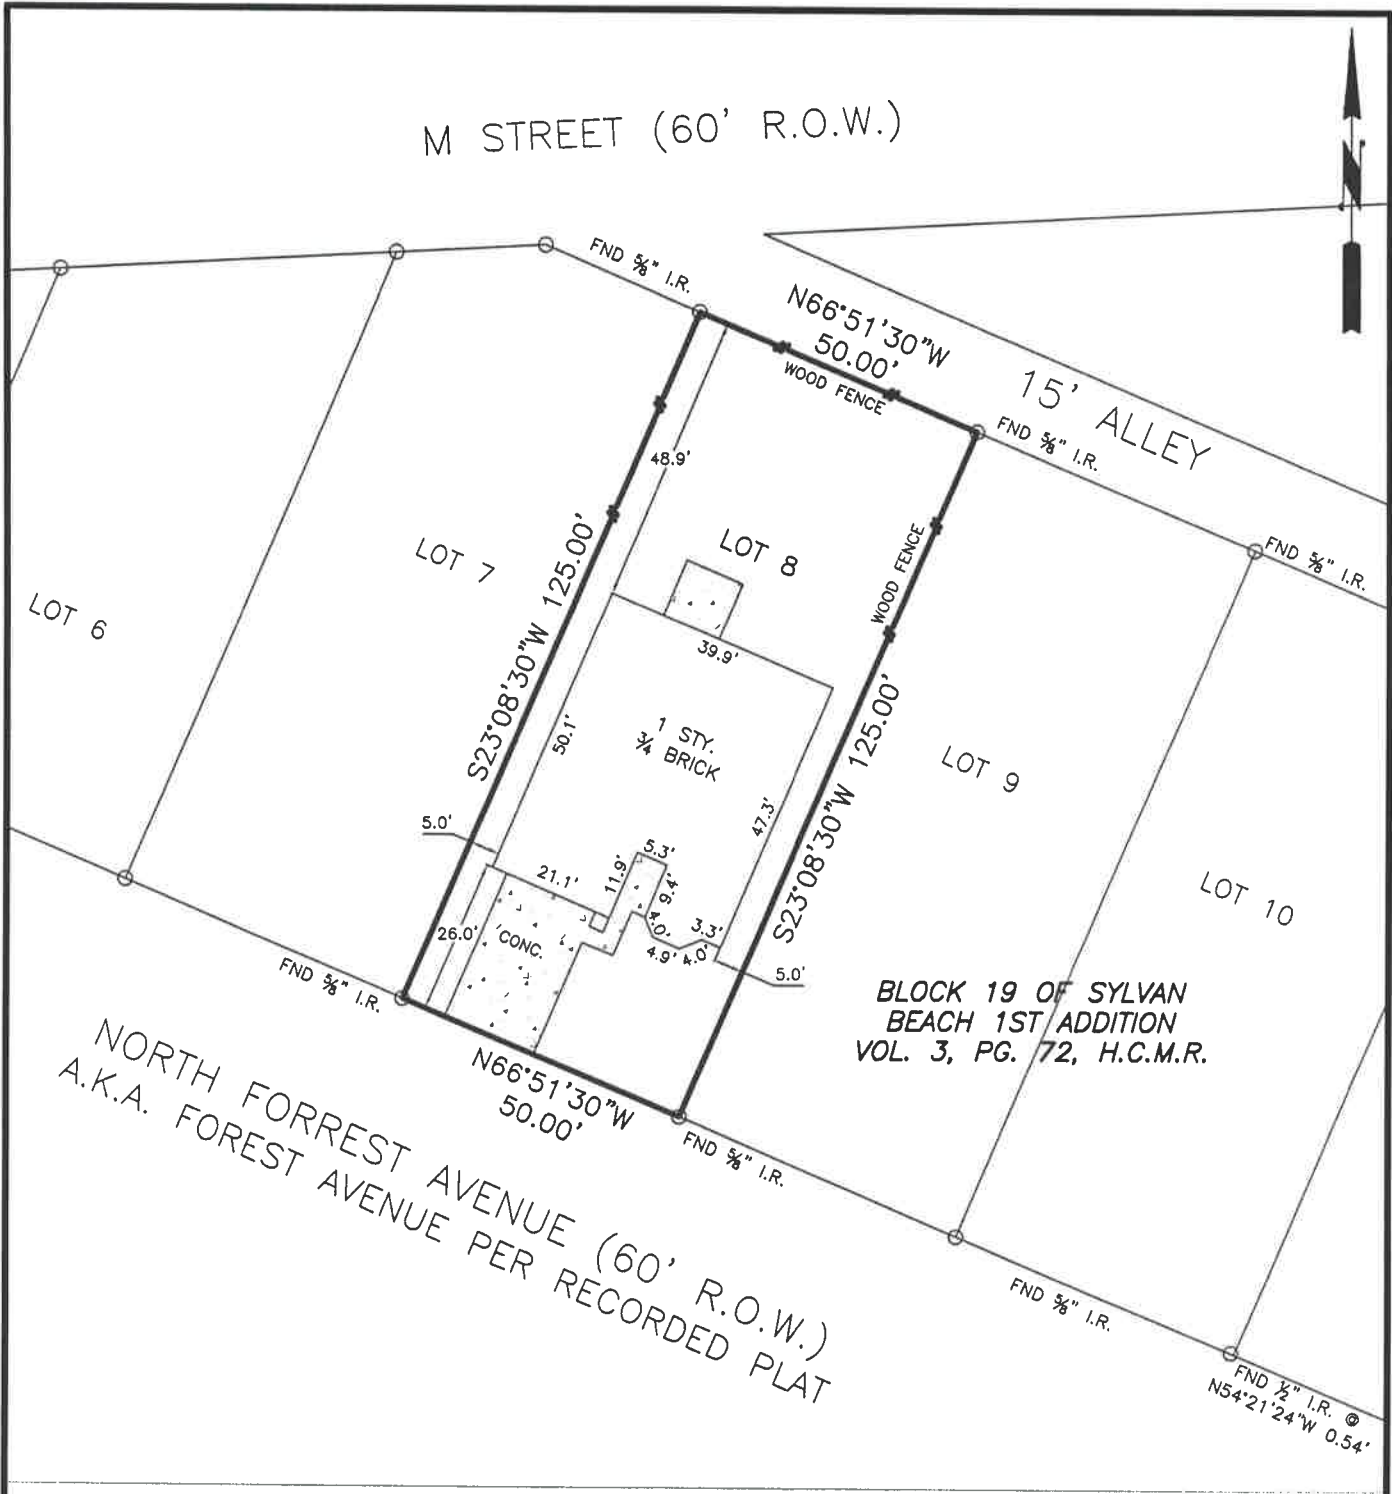 M STREET (60' R.O.W.)
N
FND ⅝" I.R.
N66°51'30"W
50.00'
WOOD FENCE
15' ALLEY
FND ⅝" I.R.
FND ⅝" I.R.
48.9'
LOT 6
LOT 7
LOT 8
WOOD FENCE
S23°08'30"W 125.00'
39.9'
50.1'
1 STY.
¾ BRICK
47.3'
S23°08'30"W 125.00'
LOT 9
LOT 10
5.0'
21.1'
11.9'
5.3'
9.4'
4.0'
4.9'
4.0'
3.3'
5.0'
26.0'
CONC.
FND ⅝" I.R.
BLOCK 19 OF SYLVAN
BEACH 1ST ADDITION
VOL. 3, PG. 72, H.C.M.R.
N66°51'30"W
50.00'
FND ⅝" I.R.
NORTH FORREST AVENUE (60' R.O.W.)
A.K.A. FOREST AVENUE PER RECORDED PLAT
FND ⅝" I.R.
FND ½" I.R. @
N54°21'24"W 0.54'